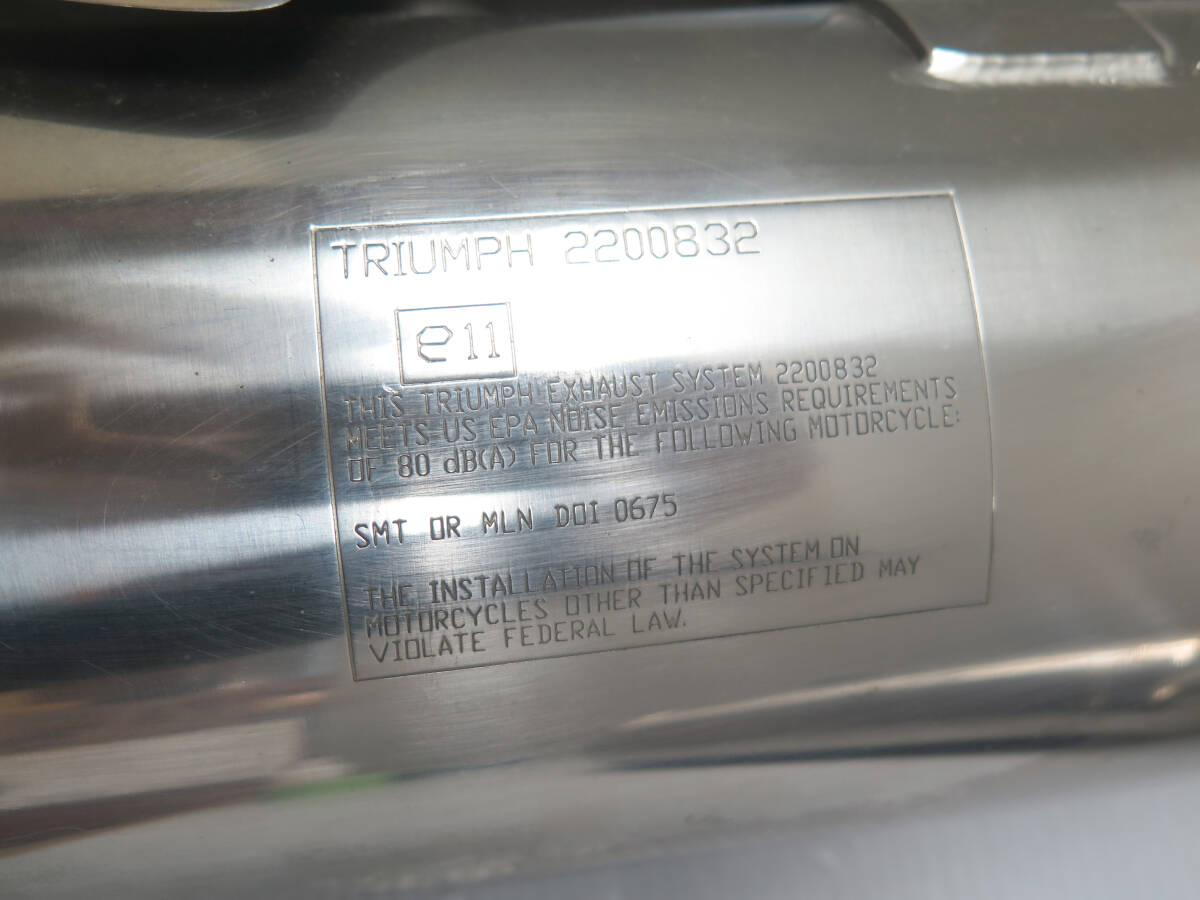 TRIUMPH 2200832
e11
THIS TRIUMPH EXHAUST SYSTEM 2200832
MEETS US EPA NOISE EMISSIONS REQUIREMENTS
OF 80 dB(A) FOR THE FOLLOWING MOTORCYCLE:
SMT OR MLN DOI 0675
THE INSTALLATION OF THE SYSTEM ON
MOTORCYCLES OTHER THAN SPECIFIED MAY
VIOLATE FEDERAL LAW.